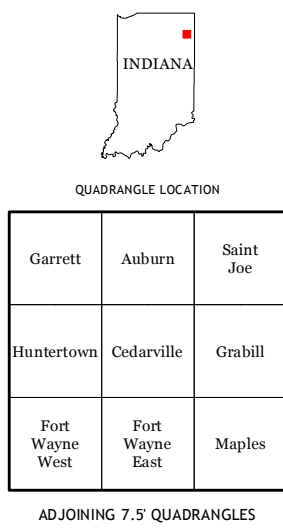 INDIANA
QUADRANGLE LOCATION
Garrett
Auburn
Saint
Joe
Huntertown
Cedarville
Grabill
Fort
Wayne
West
Fort
Wayne
East
Maples
ADJOINING 7.5' QUADRANGLES